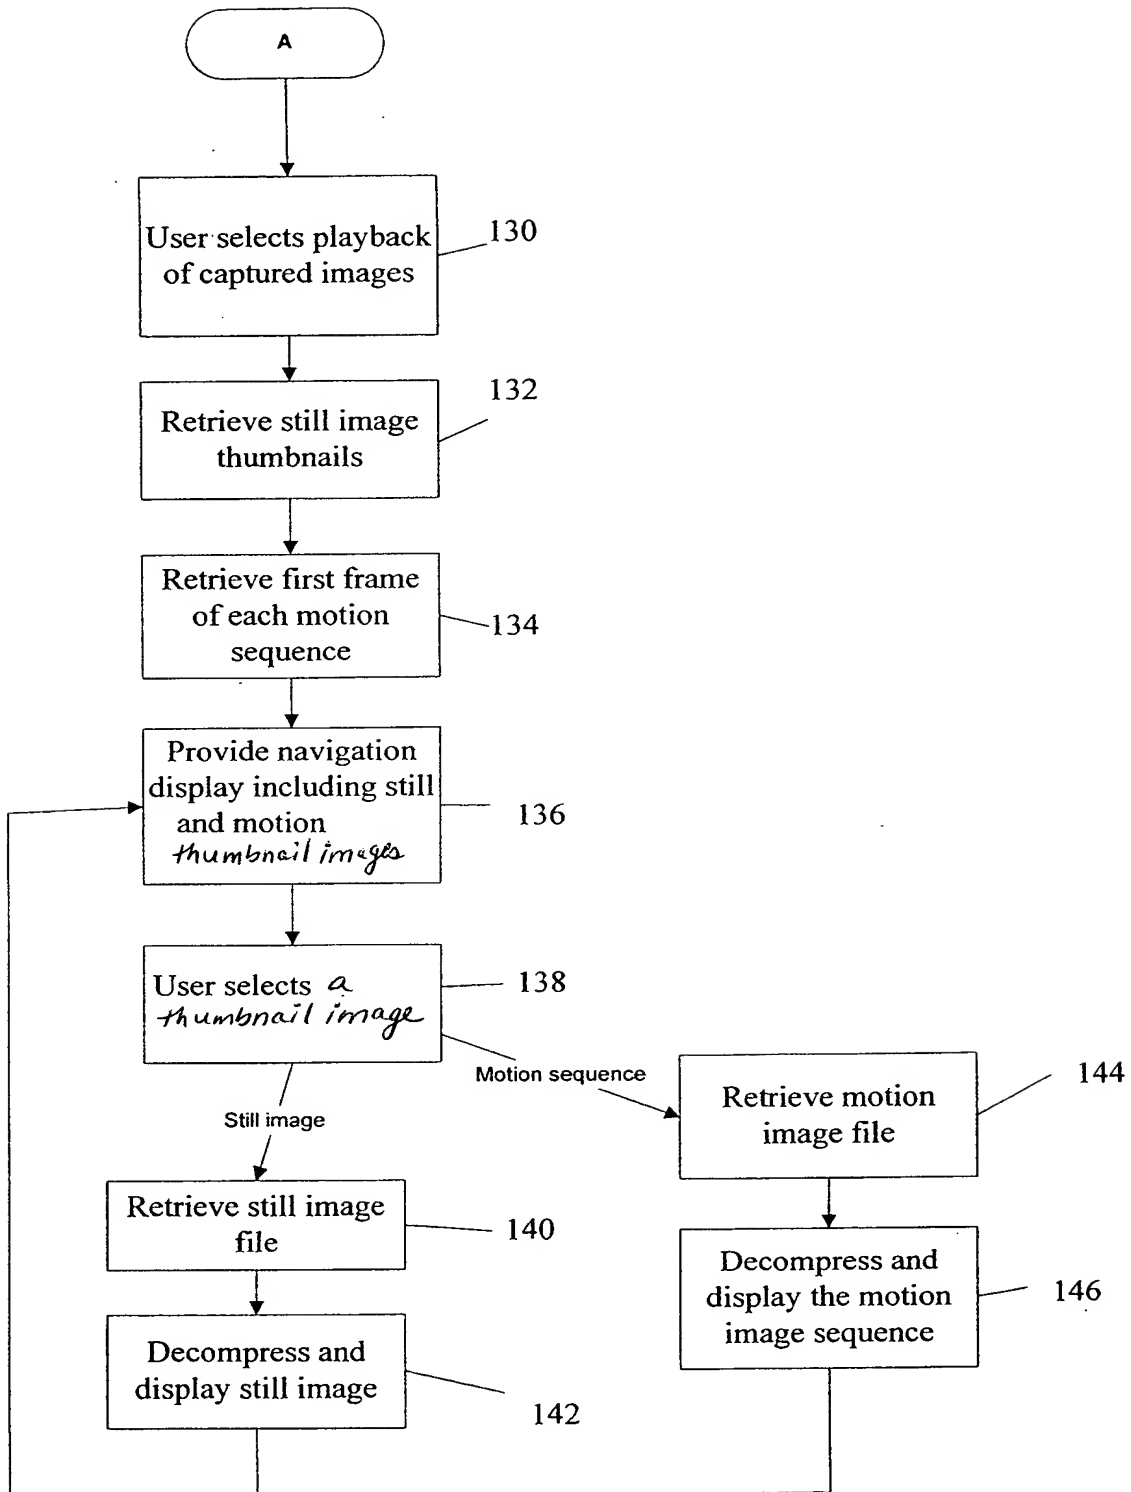 A
User selects playback
of captured images
130
Retrieve still image
thumbnails
132
Retrieve first frame
of each motion
sequence
134
Provide navigation
display including still
and motion
thumbnail images
136
User selects a
thumbnail image
138
Motion sequence
Still image
Retrieve motion
image file
144
Retrieve still image
file
140
Decompress and
display the motion
image sequence
146
Decompress and
display still image
142